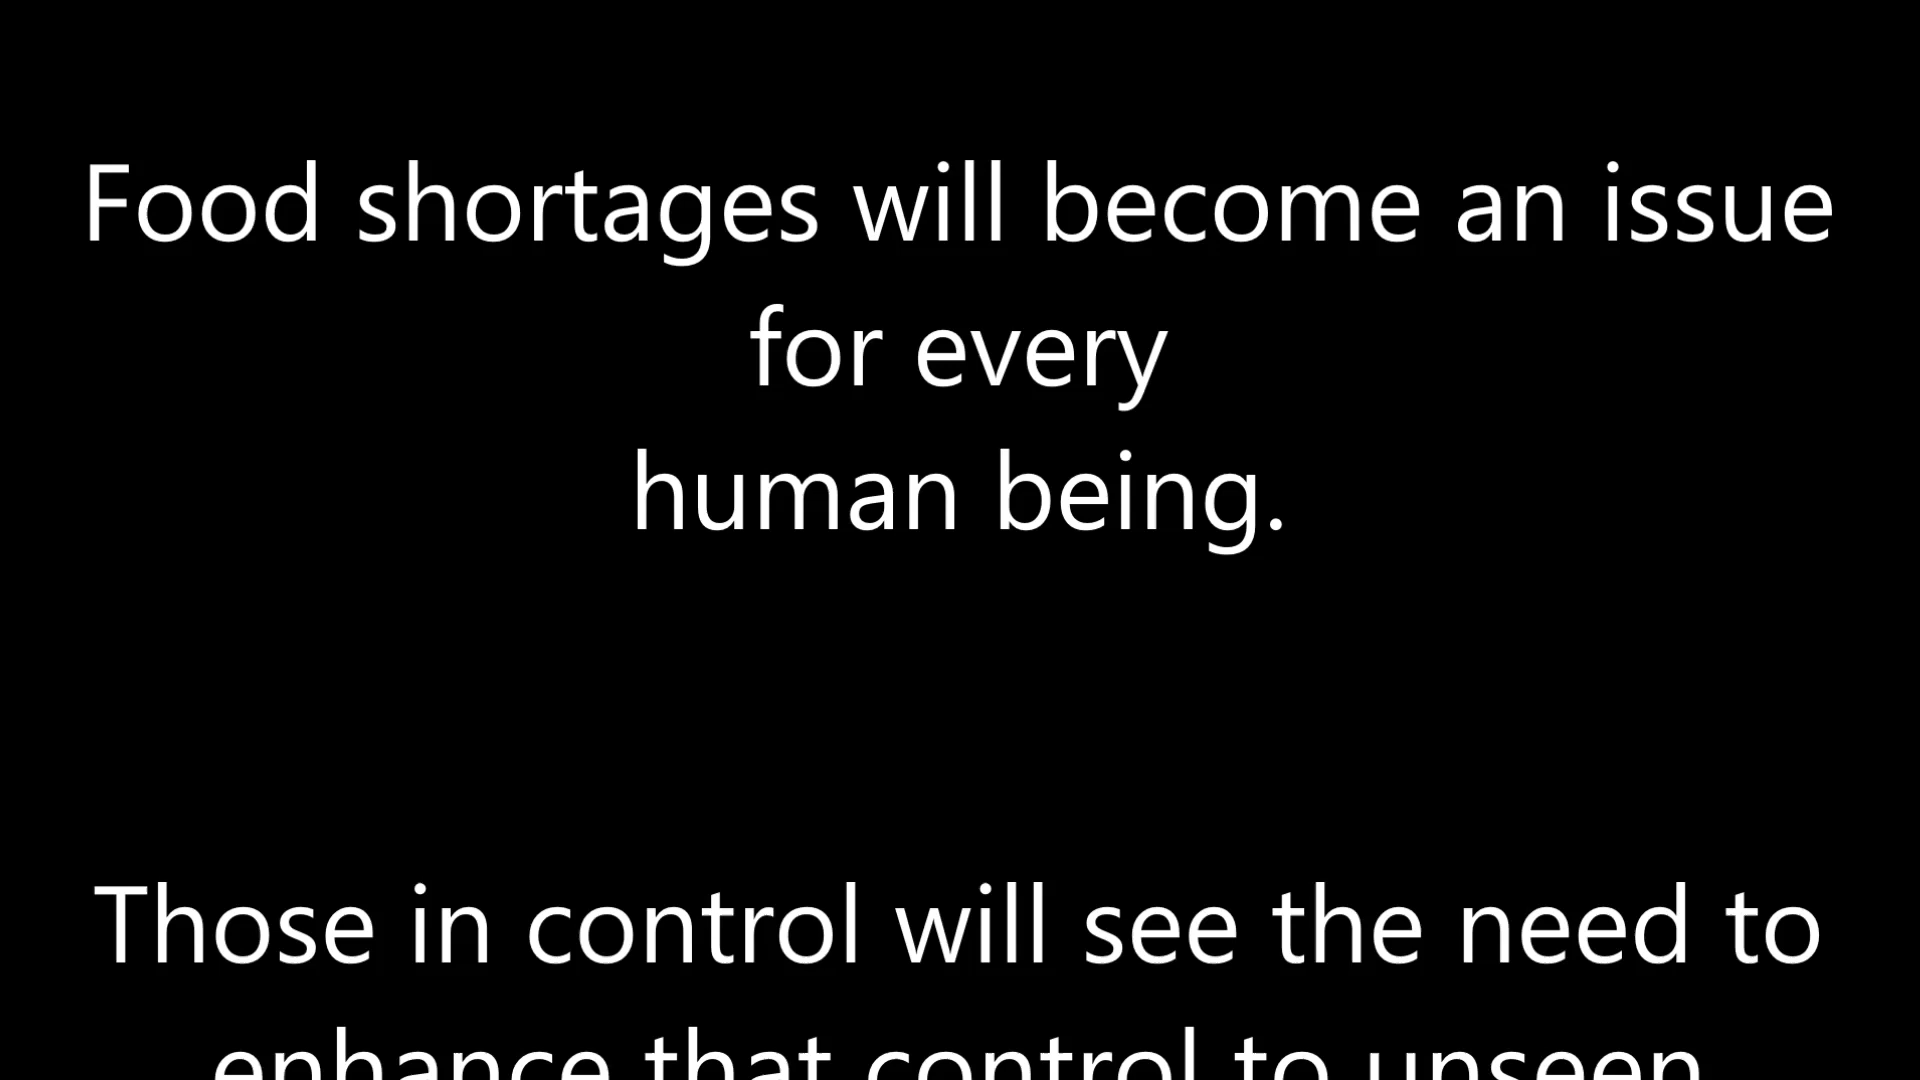 Food shortages will become an issue
for every
human being.
Those in control will see the need to
enhance that control to unseen